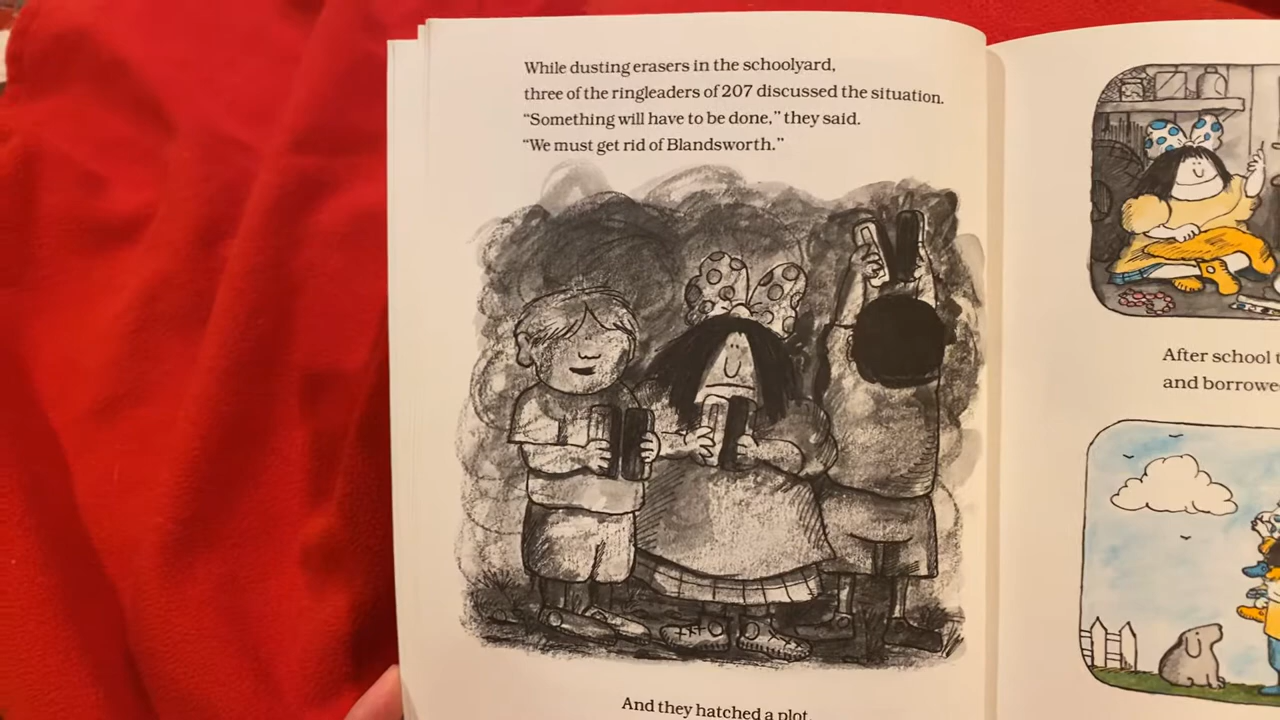 While dusting erasers in the schoolyard,
three of the ringleaders of 207 discussed the situation.
“Something will have to be done,” they said.
“We must get rid of Blandsworth.”
And they hatched a plot.
After school
and borrowe